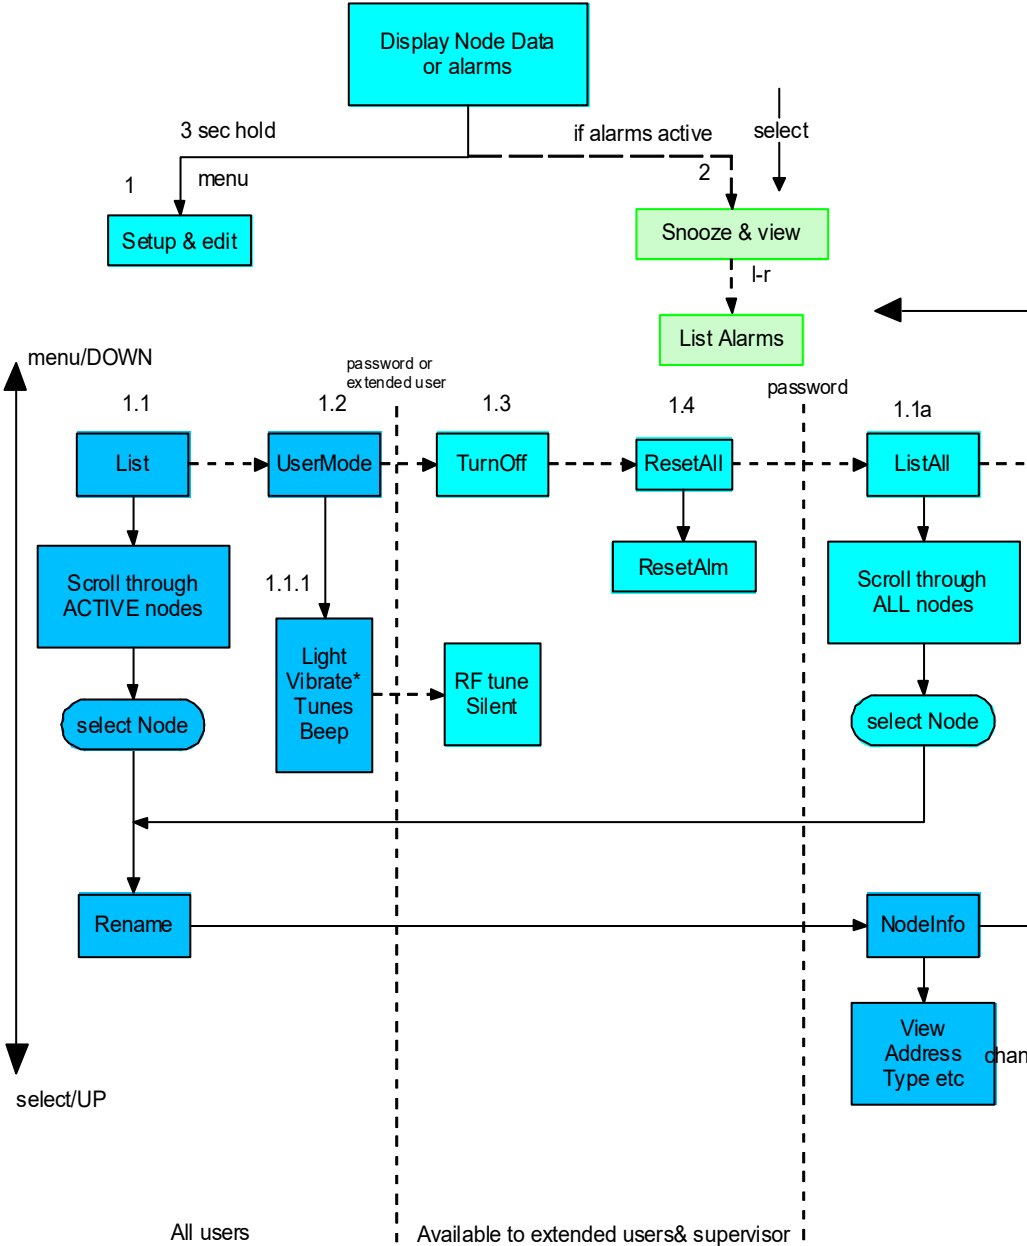 Display Node Data
or alarms
3 sec hold
if alarms active
select
1
menu
2
Setup & edit
Snooze & view
l-r
List Alarms
menu/DOWN
password or
extended user
password
1.1
1.2
1.3
1.4
1.1a
List
UserMode
TurnOff
ResetAll
ListAll
ResetAlm
Scroll through
ACTIVE nodes
Scroll through
ALL nodes
1.1.1
Light
Vibrate*
Tunes
Beep
RF tune
Silent
select Node
select Node
Rename
NodeInfo
View
Address
Type etc
chan
select/UP
All users
Available to extended users& supervisor